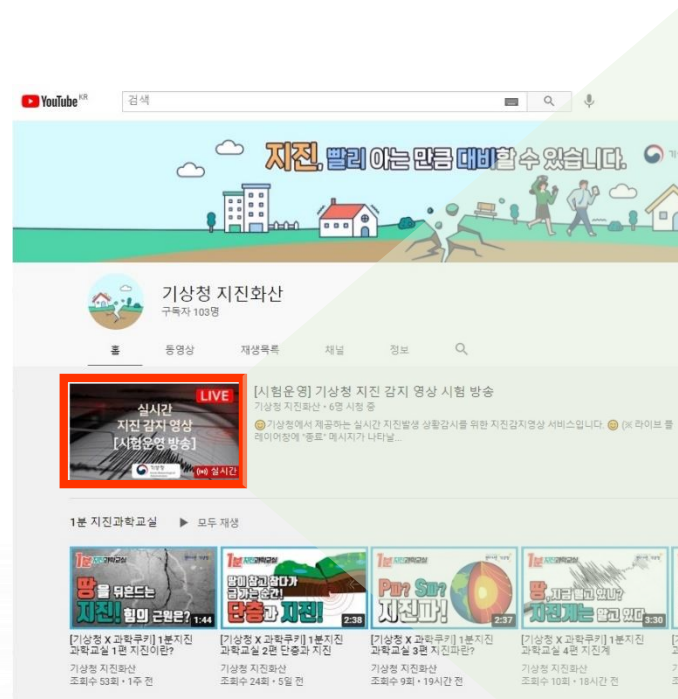 YouTube KR
검색
지진, 빨리 아는 만큼 대비할 수 있습니다.
기상청 지진화산
구독자 103명
홈 동영상 재생목록 채널 정보
LIVE
실시간
지진 감지 영상
[시험운영 방송]
기상청
실시간
[시험운영] 기상청 지진 감지 영상 시험 방송
기상청 지진화산 • 6명 시청 중
기상청에서 제공하는 실시간 지진발생 상황감시를 위한 지진감지영상 서비스입니다. (※ 라이브 플
레이어창에 "종료" 메시지가 나타날...
1분 지진과학교실 ▶ 모두 재생
1분 지진과학교실
땅을 뒤흔드는
지진! 힘의 근원은?
1:44
[기상청 X 과학쿠키] 1분지진
과학교실 1편 지진이란?
기상청 지진화산
조회수 53회 • 1주 전
1분 지진과학교실
땅이 참고 참다가
금 가는 순간!
단층과 지진!
2:38
[기상청 X 과학쿠키] 1분지진
과학교실 2편 단층과 지진
기상청 지진화산
조회수 24회 • 5일 전
1분 지진과학교실
P파? S파?
지진파!
2:37
[기상청 X 과학쿠키] 1분지진
과학교실 3편 지진파란?
기상청 지진화산
조회수 9회 • 19시간 전
1분 지진과학교실
땅, 지금 떨고 있니?
지진계는 알고 있다
3:30
[기상청 X 과학쿠키] 1분지진
과학교실 4편 지진계
기상청 지진화산
조회수 10회 • 18시간 전